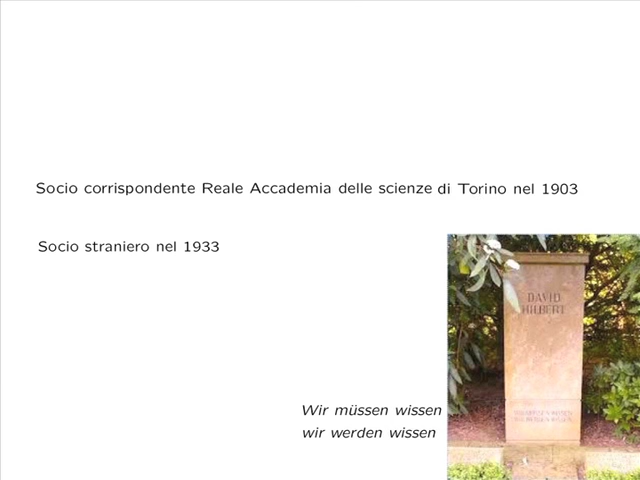 Socio corrispondente Reale Accademia delle scienze di Torino nel 1903
Socio straniero nel 1933
DAVID
HILBERT
Wir müssen wissen
wir werden wissen